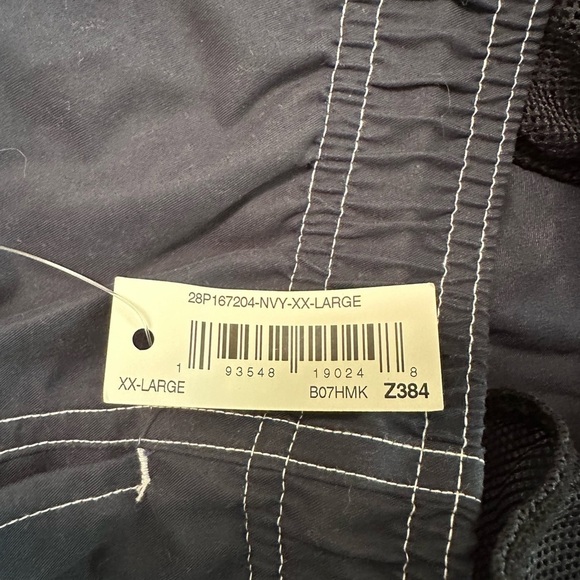 28P167204-NVY-XX-LARGE
1 93548 19024 8
XX-LARGE B07HMK Z384